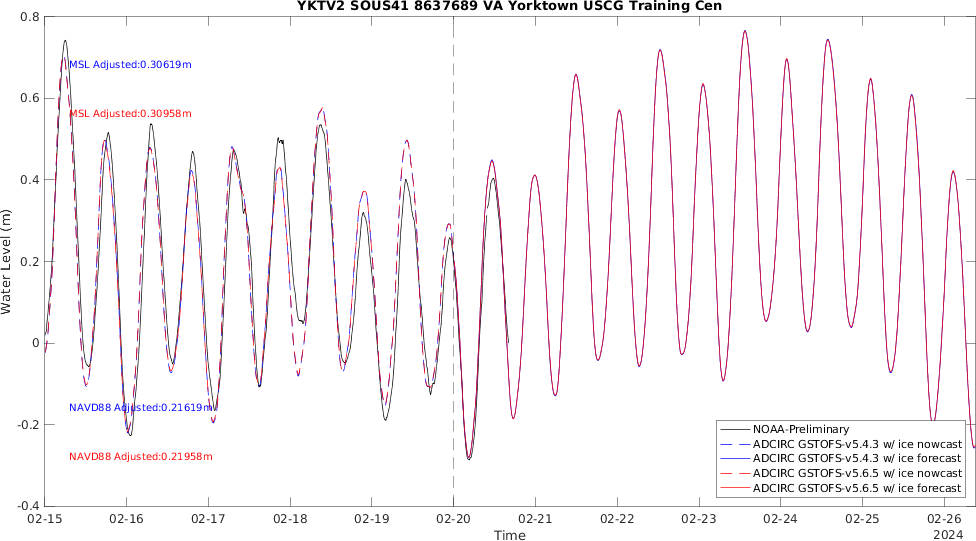 YKTV2 SOUS41 8637689 VA Yorktown USCG Training Cen
0.8
0.6
0.4
0.2
0
-0.2
-0.4
Water Level (m)
MSL Adjusted:0.30619m
MSL Adjusted:0.30958m
NAVD88 Adjusted:0.21619m
NAVD88 Adjusted:0.21958m
NOAA-Preliminary
ADCIRC GSTOFS-v5.4.3 w/ ice nowcast
ADCIRC GSTOFS-v5.4.3 w/ ice forecast
ADCIRC GSTOFS-v5.6.5 w/ ice nowcast
ADCIRC GSTOFS-v5.6.5 w/ ice forecast
02-15 02-16 02-17 02-18 02-19 02-20 02-21 02-22 02-23 02-24 02-25 02-26
Time
2024